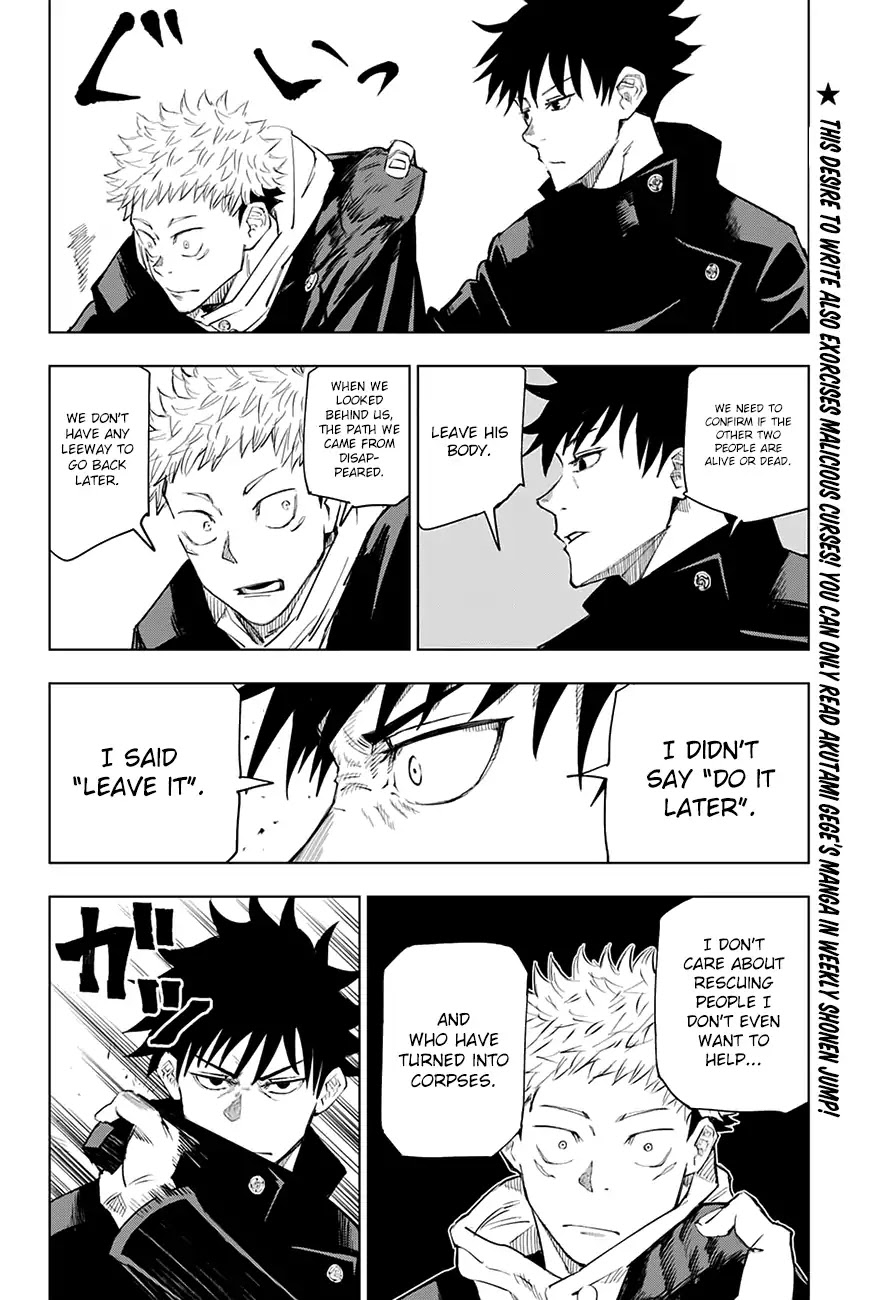 ぐいっ
WE NEED TO
CONFIRM IF THE
OTHER TWO
PEOPLE ARE
ALIVE OR DEAD.
LEAVE HIS
BODY.
WHEN WE
LOOKED
BEHIND US,
THE PATH WE
CAME FROM
DISAP-
PEARED.
WE DON'T
HAVE ANY
LEEWAY TO
GO BACK
LATER.
I DIDN'T
SAY "DO IT
LATER".
I SAID
"LEAVE IT".
I DON'T
CARE ABOUT
RESCUING
PEOPLE I
DON'T EVEN
WANT TO
HELP...
AND
WHO HAVE
TURNED INTO
CORPSES.
ガッ
★ THIS DESIRE TO WRITE ALSO EXORCISES MALICIOUS CURSES! YOU CAN ONLY READ AKUTAMI GEGE'S MANGA IN WEEKLY SHONEN JUMP!